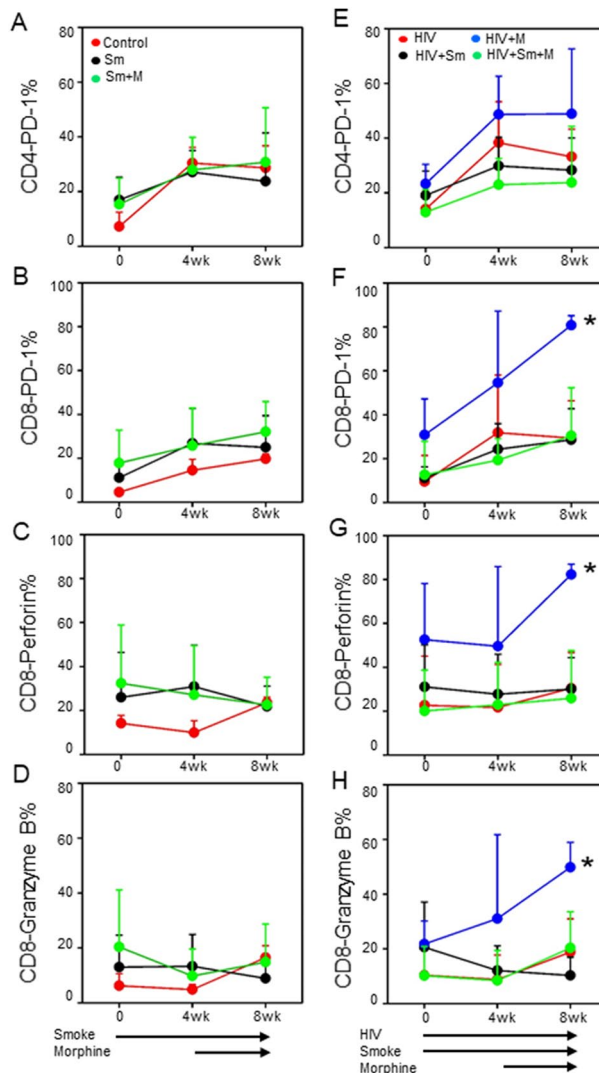 A
Control
Sm
Sm+M
CD4-PD-1%
80
60
40
20
0
0 4wk 8wk
B
CD8-PD-1%
100
80
60
40
20
0
0 4wk 8wk
C
CD8-Perforin%
100
80
60
40
20
0
0 4wk 8wk
D
CD8-Granzyme B%
80
60
40
20
0
0 4wk 8wk
Smoke
Morphine
E
HIV HIV+M
HIV+Sm HIV+Sm+M
CD4-PD-1%
80
60
40
20
0
0 4wk 8wk
F
CD8-PD-1%
100
80
60
40
20
0
*
0 4wk 8wk
G
CD8-Perforin%
100
80
60
40
20
0
*
0 4wk 8wk
H
CD8-Granzyme B%
80
60
40
20
0
*
0 4wk 8wk
HIV
Smoke
Morphine